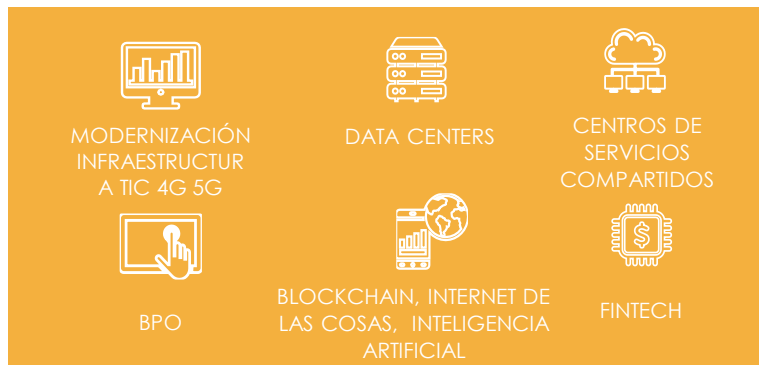 MODERNIZACIÓN
INFRAESTRUCTUR
A TIC 4G 5G
DATA CENTERS
CENTROS DE
SERVICIOS
COMPARTIDOS
BPO
BLOCKCHAIN, INTERNET DE
LAS COSAS, INTELIGENCIA
ARTIFICIAL
$
FINTECH